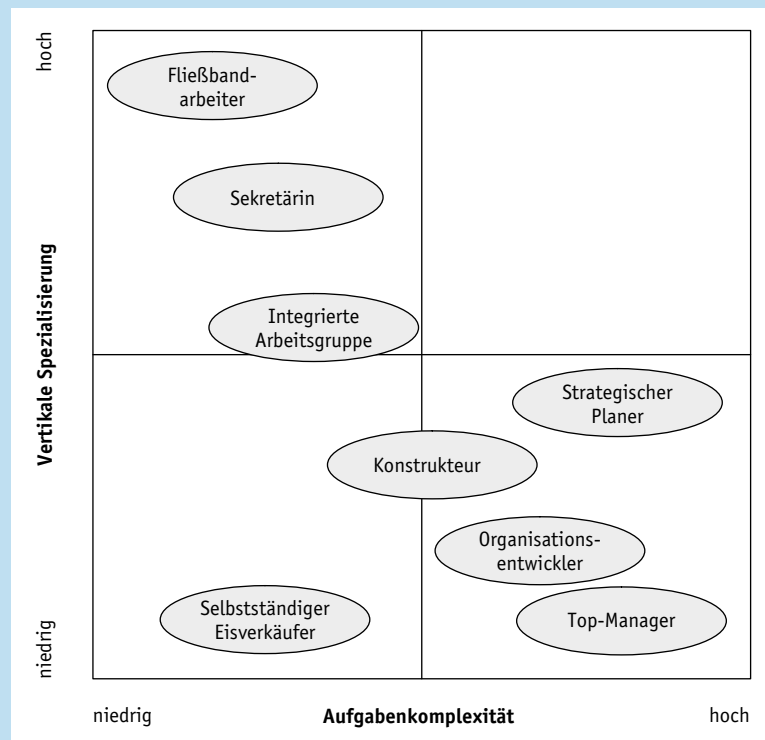 hoch
Fließband-
arbeiter
Sekretärin
Integrierte
Arbeitsgruppe
Vertikale Spezialisierung
Strategischer
Planer
Konstrukteur
Organisations-
entwickler
Selbstständiger
Eisverkäufer
Top-Manager
niedrig
niedrig
Aufgabenkomplexität
hoch